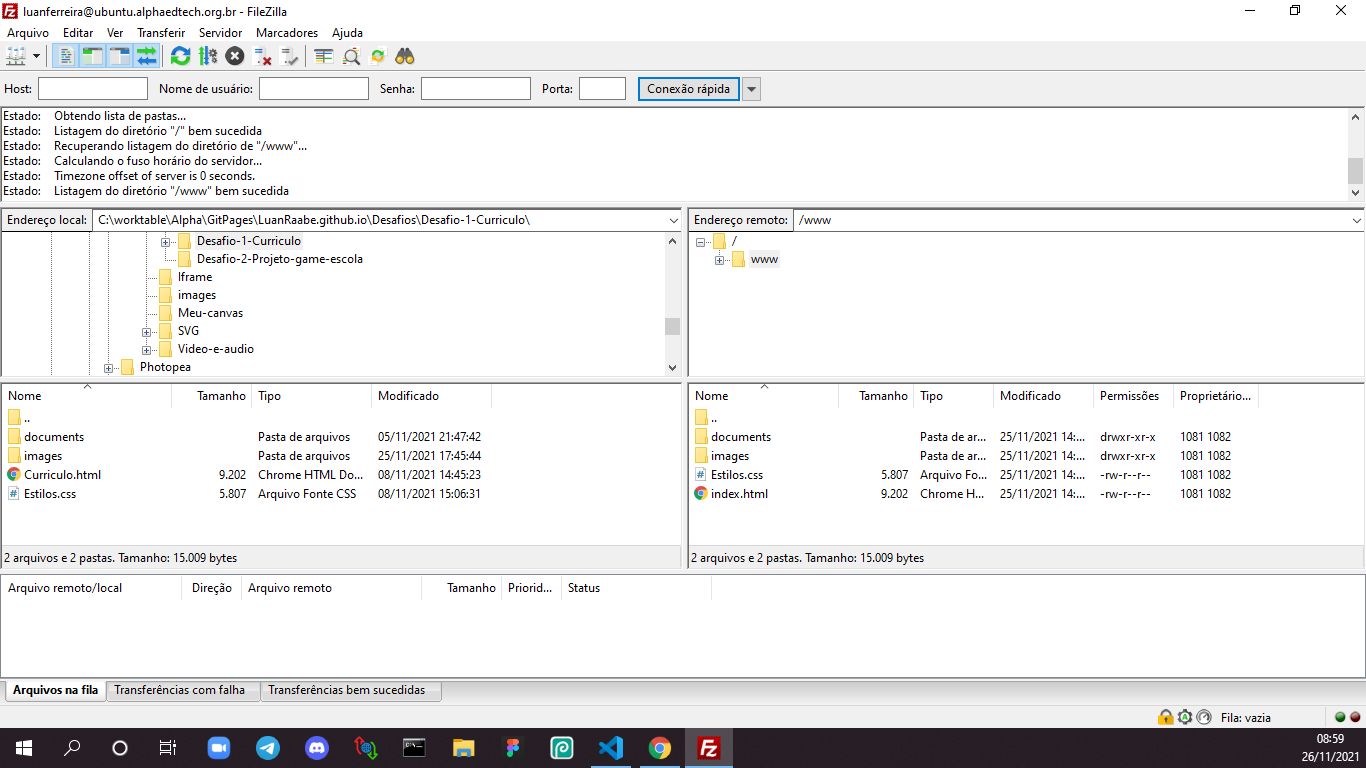 luanferreira@ubuntu.alphaedtech.org.br - FileZilla
Arquivo Editar Ver Transferir Servidor Marcadores Ajuda
Host: Nome de usuário: Senha: Porta: Conexão rápida
Estado: Obtendo lista de pastas...
Estado: Listagem do diretório "/" bem sucedida
Estado: Recuperando listagem do diretório de "/www"...
Estado: Calculando o fuso horário do servidor...
Estado: Timezone offset of server is 0 seconds.
Estado: Listagem do diretório "/www" bem sucedida
Endereço local: C:\worktable\Alpha\GitPages\LuanRaabe.github.io\Desafios\Desafio-1-Curriculo\
Desafio-1-Curriculo
Desafio-2-Projeto-game-escola
Iframe
images
Meu-canvas
SVG
Video-e-audio
Photopea
Endereço remoto: /www
/
www
Nome Tamanho Tipo Modificado
..
documents Pasta de arquivos 05/11/2021 21:47:42
images Pasta de arquivos 25/11/2021 17:45:44
Curriculo.html 9.202 Chrome HTML Do... 08/11/2021 14:45:23
Estilos.css 5.807 Arquivo Fonte CSS 08/11/2021 15:06:31
2 arquivos e 2 pastas. Tamanho: 15.009 bytes
Nome Tamanho Tipo Modificado Permissões Proprietário...
..
documents Pasta de ar... 25/11/2021 14:... drwxr-xr-x 1081 1082
images Pasta de ar... 25/11/2021 14:... drwxr-xr-x 1081 1082
Estilos.css 5.807 Arquivo Fo... 25/11/2021 14:... -rw-r--r-- 1081 1082
index.html 9.202 Chrome H... 25/11/2021 14:... -rw-r--r-- 1081 1082
2 arquivos e 2 pastas. Tamanho: 15.009 bytes
Arquivo remoto/local Direção Arquivo remoto Tamanho Priorid... Status
Arquivos na fila Transferências com falha Transferências bem sucedidas
Fila: vazia
08:59
26/11/2021